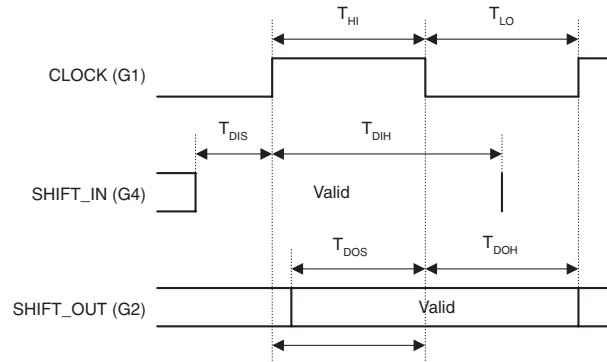 THI TLO
CLOCK (G1)
TDIS TDIH
SHIFT_IN (G4) Valid
TDOS TDOH
SHIFT_OUT (G2) Valid